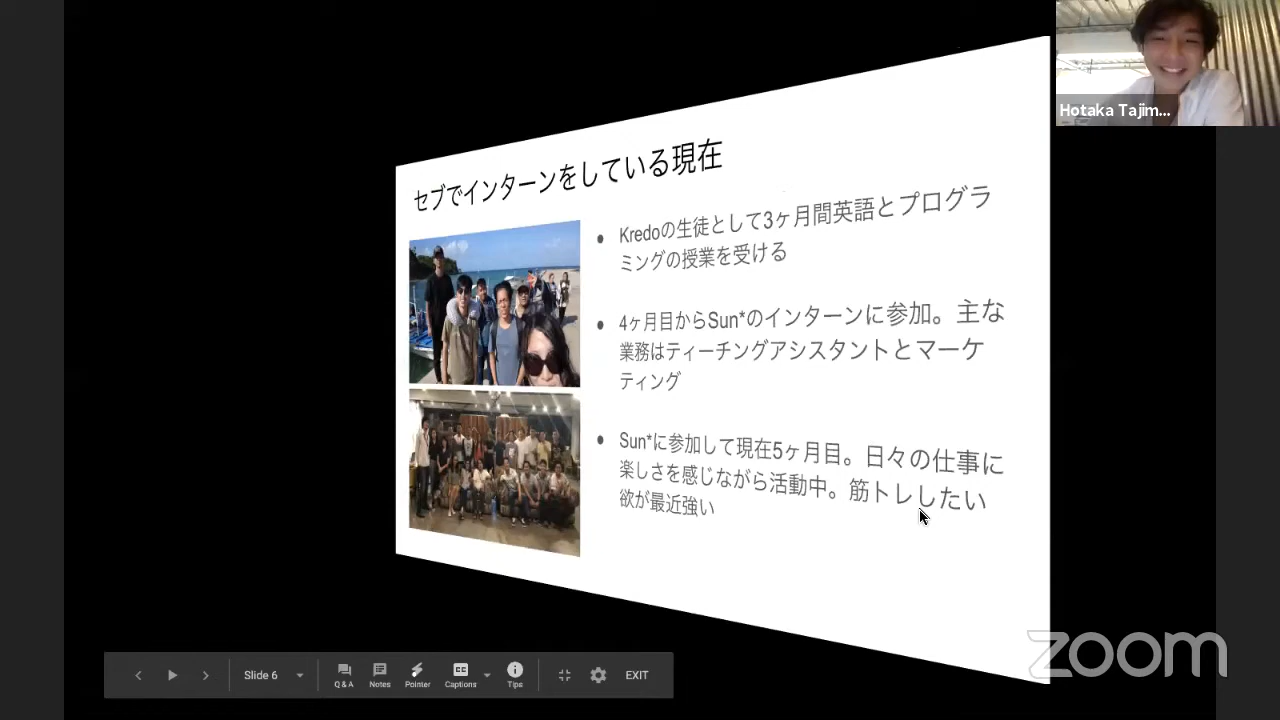 Hotaka Tajim...
セブでインターンをしている現在
• Kredoの生徒として3ヶ月間英語とプログラ
ミングの授業を受ける
• 4ヶ月目からSun*のインターンに参加。主な
業務はティーチングアシスタントとマーケ
ティング
• Sun*に参加して現在5ヶ月目。日々の仕事に
楽しさを感じながら活動中。筋トレしたい
欲が最近強い
Slide 6
Q&A
Notes
Pointer
Captions
Tips
EXIT
zoom